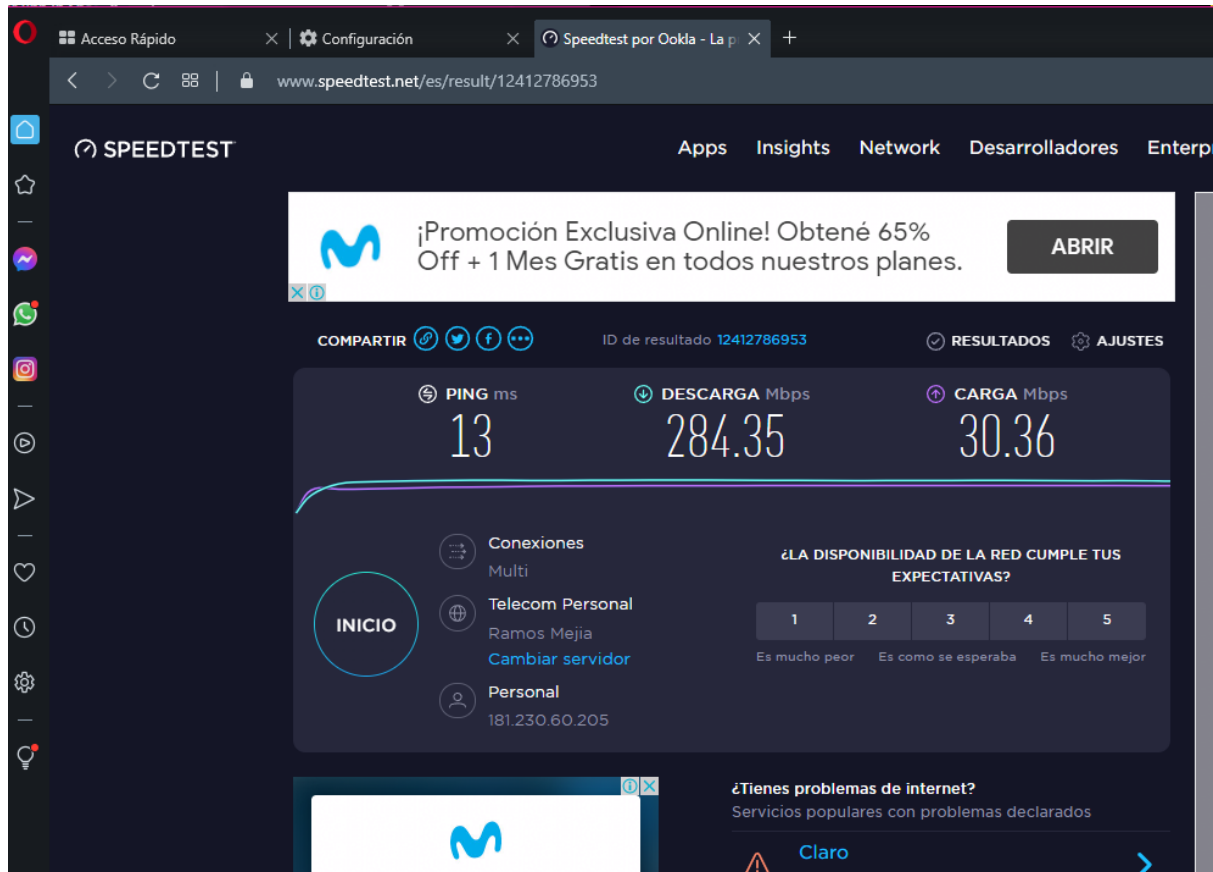 Acceso Rápido
Configuración
Speedtest por Ookla - La p
www.speedtest.net/es/result/12412786953
SPEEDTEST
Apps Insights Network Desarrolladores Enterp
¡Promoción Exclusiva Online! Obtené 65%
Off + 1 Mes Gratis en todos nuestros planes.
ABRIR
COMPARTIR
ID de resultado 12412786953
RESULTADOS
AJUSTES
PING ms
13
DESCARGA Mbps
284.35
CARGA Mbps
30.36
INICIO
Conexiones
Multi
Telecom Personal
Ramos Mejia
Cambiar servidor
Personal
181.230.60.205
¿LA DISPONIBILIDAD DE LA RED CUMPLE TUS
EXPECTATIVAS?
1 2 3 4 5
Es mucho peor Es como se esperaba Es mucho mejor
¿Tienes problemas de internet?
Servicios populares con problemas declarados
Claro